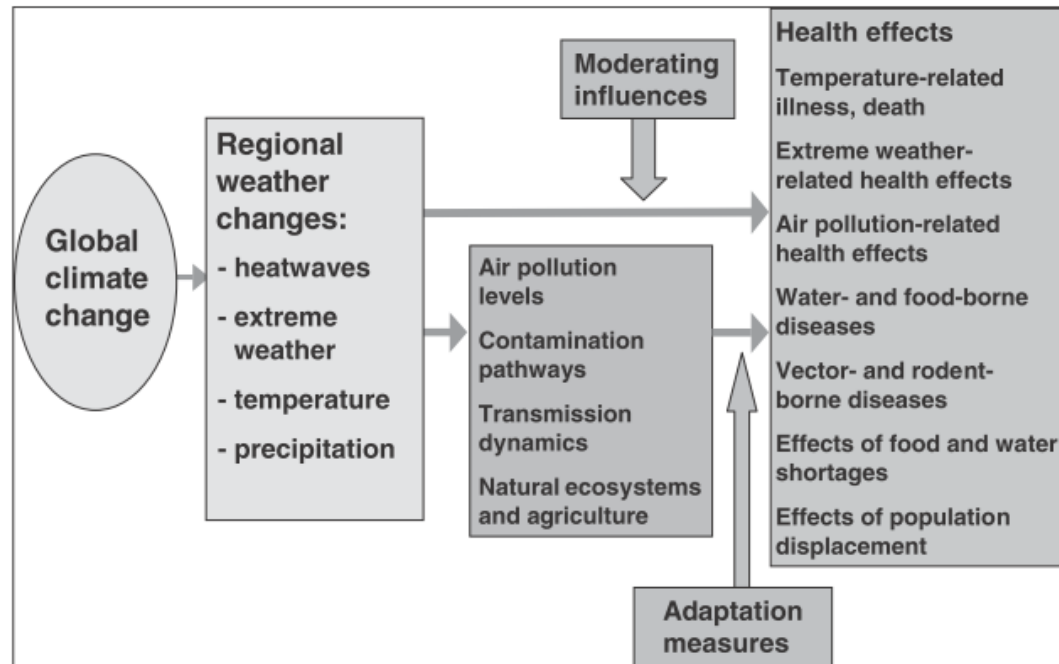 Global
climate
change
Regional
weather
changes:
- heatwaves
- extreme
weather
- temperature
- precipitation
Moderating
influences
Air pollution
levels
Contamination
pathways
Transmission
dynamics
Natural ecosystems
and agriculture
Adaptation
measures
Health effects
Temperature-related
illness, death
Extreme weather-
related health effects
Air pollution-related
health effects
Water- and food-borne
diseases
Vector- and rodent-
borne diseases
Effects of food and water
shortages
Effects of population
displacement